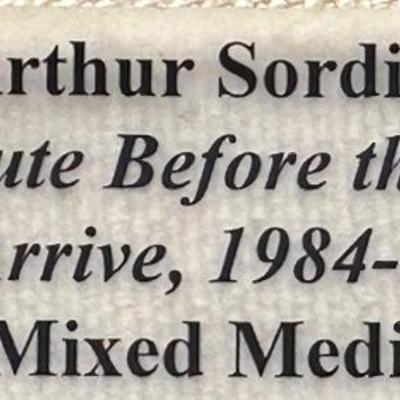 rthur Sordi
ute Before th
rrive, 1984-
Mixed Medi